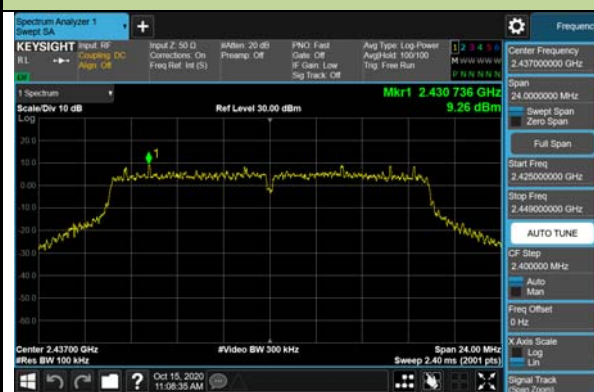 Spectrum Analyzer 1
Swept SA
Frequency
KEYSIGHT
Input: RF
Coupling: DC
Align: Off
Input Z: 50 Ω
Corrections: On
Freq Ref: Int (S)
#Atten: 20 dB
Preamp: Off
PNO: Fast
Gate: Off
IF Gain: Low
Sig Track: Off
Avg Type: Log-Power
Avg|Hold: 100/100
Trig: Free Run
1 2 3 4 5 6
M W W W W W
P N N N N N
RL
1 Spectrum
Scale/Div 10 dB
Log
Ref Level 30.00 dBm
Mkr1 2.430 736 GHz
9.26 dBm
1
20.0
10.0
0.00
-10.0
-20.0
-30.0
-40.0
-50.0
-60.0
Center 2.43700 GHz
#Res BW 100 kHz
#Video BW 300 kHz
Span 24.00 MHz
Sweep 2.40 ms (2001 pts)
Center Frequency
2.437000000 GHz
Span
24.0000000 MHz
Swept Span
Zero Span
Full Span
Start Freq
2.425000000 GHz
Stop Freq
2.449000000 GHz
AUTO TUNE
CF Step
2.400000 MHz
Auto
Man
Freq Offset
0 Hz
X Axis Scale
Log
Lin
Signal Track
(Span Zoom)
Oct 15, 2020
11:08:35 AM